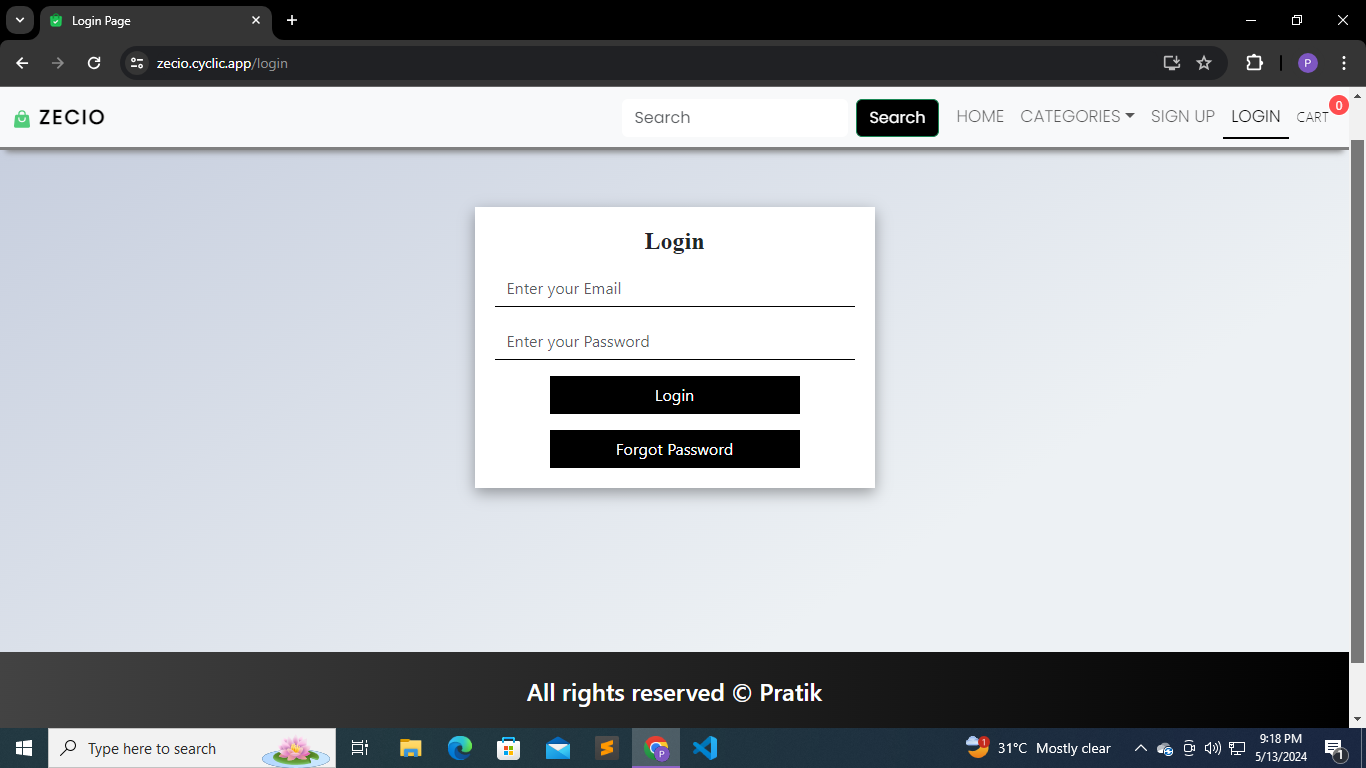 Login Page
zecio.cyclic.app/login
P
ZECIO
Search
Search
HOME
CATEGORIES
SIGN UP
LOGIN
CART
0
Login
Enter your Email
Enter your Password
Login
Forgot Password
All rights reserved © Pratik
Type here to search
P
1
31°C Mostly clear
9:18 PM
5/13/2024
1